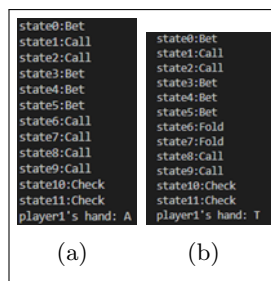 state0:Bet
state1:Call
state2:Call
state3:Bet
state4:Bet
state5:Bet
state6:Call
state7:Call
state8:Call
state9:Call
state10:Check
state11:Check
player1's hand: A
(a)
state0:Bet
state1:Call
state2:Call
state3:Bet
state4:Bet
state5:Bet
state6:Fold
state7:Fold
state8:Call
state9:Call
state10:Check
state11:Check
player1's hand: T
(b)